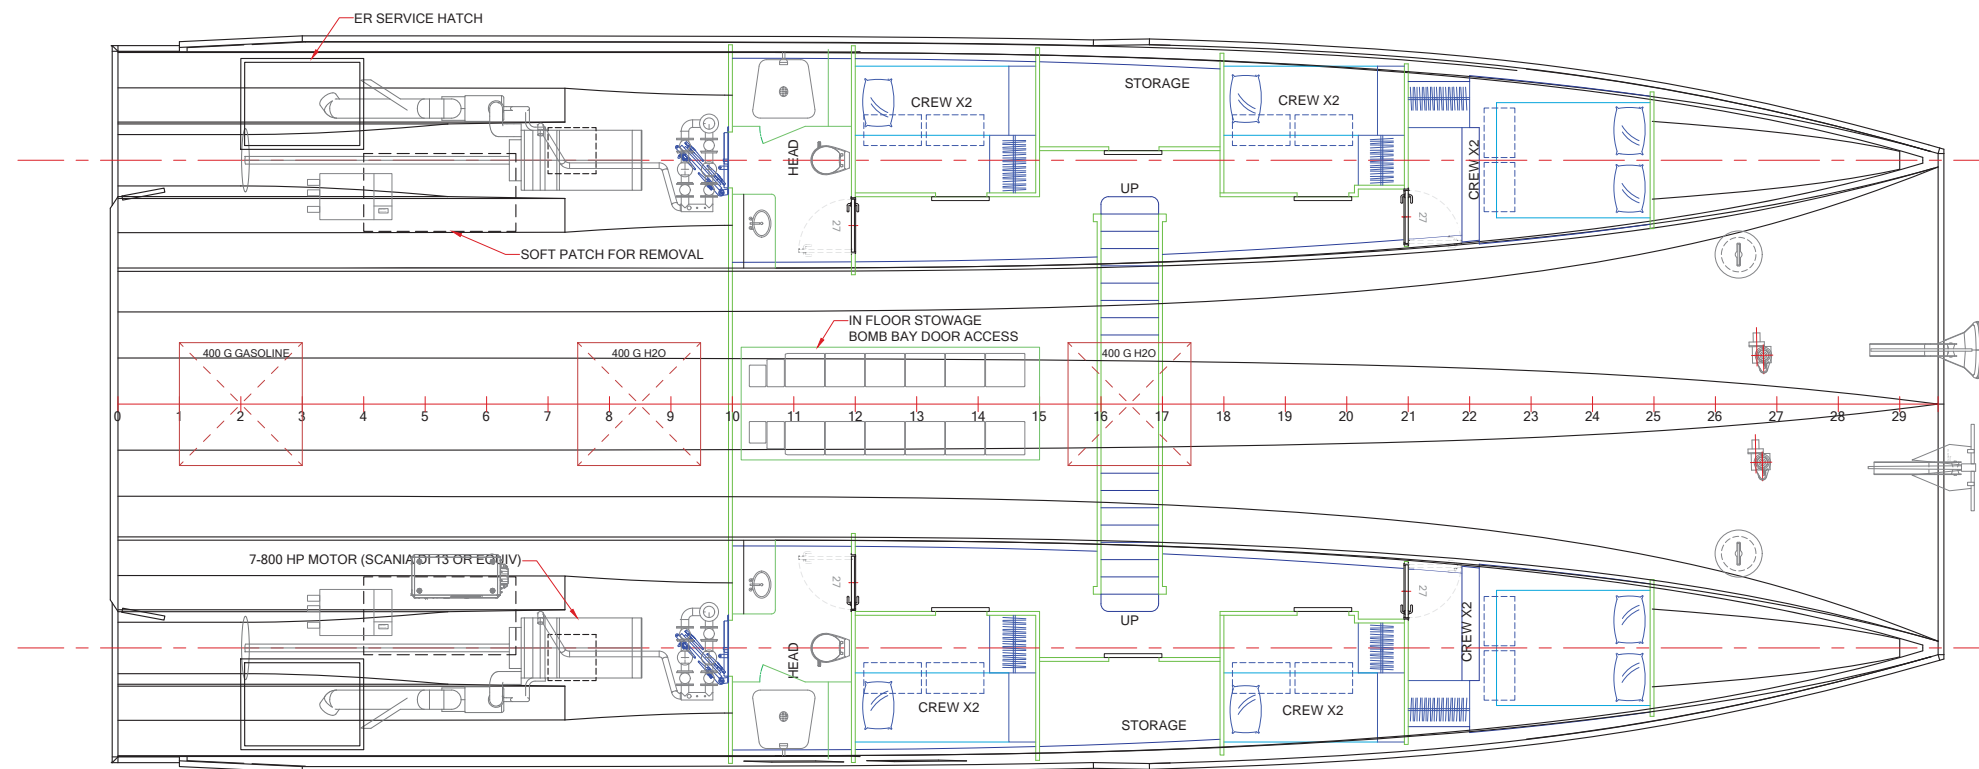 ER SERVICE HATCH
STORAGE
CREW X2
CREW X2
HEAD
CREW X2
UP
27
27
SOFT PATCH FOR REMOVAL
IN FLOOR STOWAGE
BOMB BAY DOOR ACCESS
400 G GASOLINE
400 G H2O
400 G H2O
0 1 2 3 4 5 6 7 8 9 10 11 12 13 14 15 16 17 18 19 20 21 22 23 24 25 26 27 28 29
7-800 HP MOTOR (SCANIA DI 13 OR EQUIV)
27
27
UP
HEAD
CREW X2
CREW X2
CREW X2
STORAGE